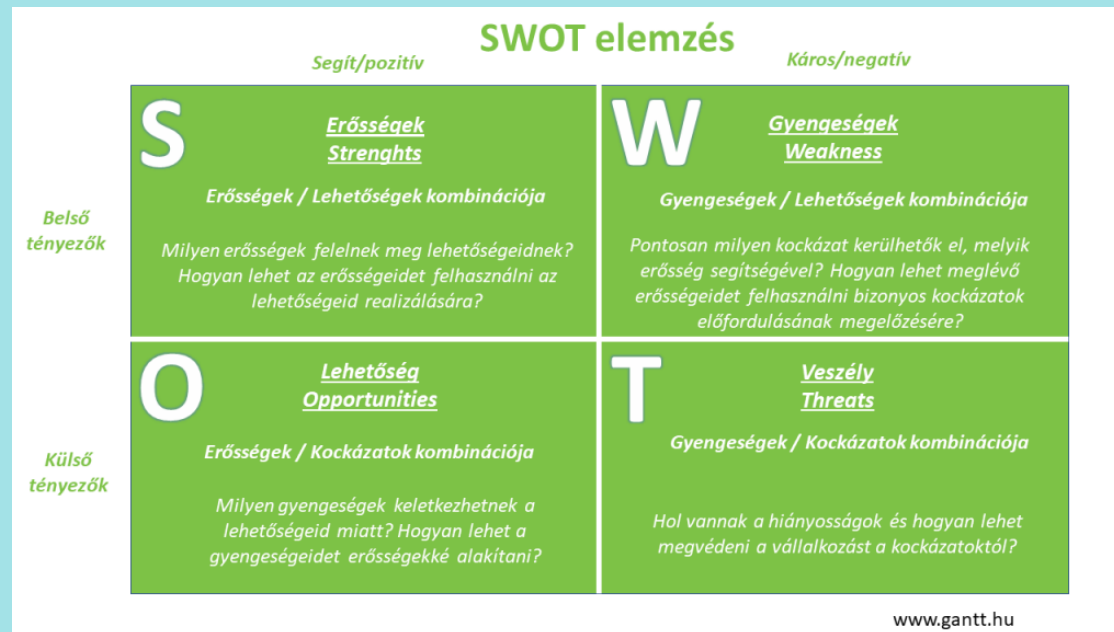 SWOT elemzés
Segít/pozitív
Káros/negatív
Belső
tényezők
S
Erősségek
Strenghts
Erősségek / Lehetőségek kombinációja
Milyen erősségek felelnek meg lehetőségeidnek?
Hogyan lehet az erősségeidet felhasználni az
lehetőségeid realizálására?
W
Gyengeségek
Weakness
Gyengeségek / Lehetőségek kombinációja
Pontosan milyen kockázat kerülhetők el, melyik
erősség segítségével? Hogyan lehet meglévő
erősségeidet felhasználni bizonyos kockázatok
előfordulásának megelőzésére?
Külső
tényezők
O
Lehetőség
Opportunities
Erősségek / Kockázatok kombinációja
Milyen gyengeségek keletkezhetnek a
lehetőségeid miatt? Hogyan lehet a
gyengeségeidet erősségekké alakítani?
T
Veszély
Threats
Gyengeségek / Kockázatok kombinációja
Hol vannak a hiányosságok és hogyan lehet
megvédeni a vállalkozást a kockázatoktól?
www.gantt.hu